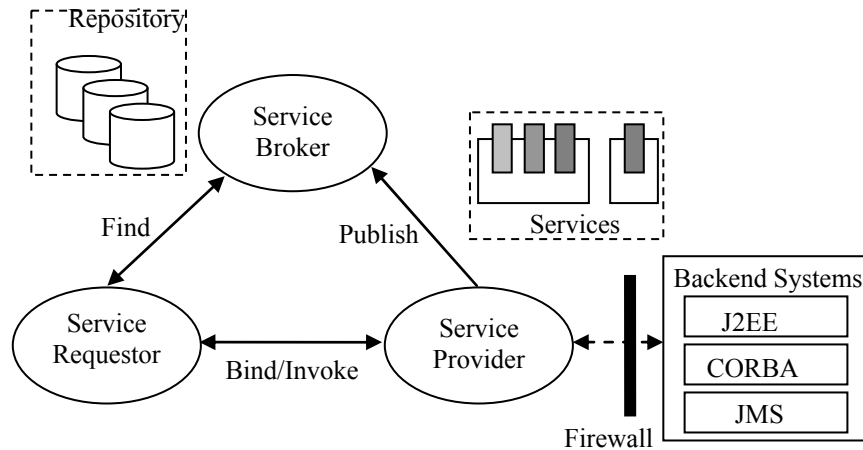 Repository
Service
Broker
Services
Find
Publish
Backend Systems
J2EE
CORBA
JMS
Service
Requestor
Service
Provider
Bind/Invoke
Firewall